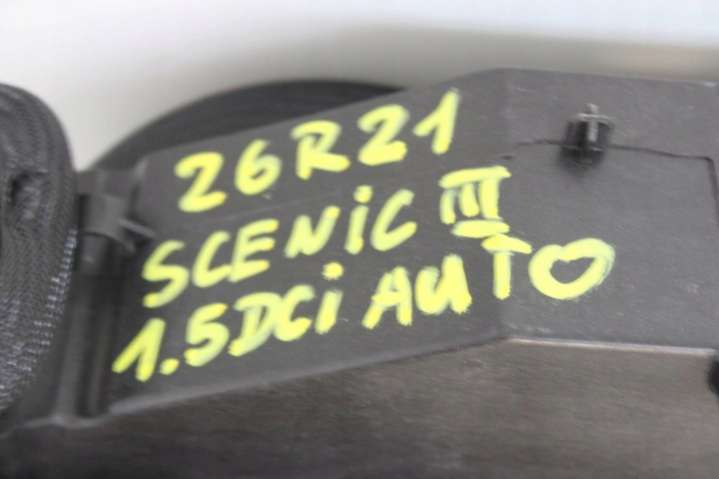 26R21
SCENiC III
1.5DCi AUTO